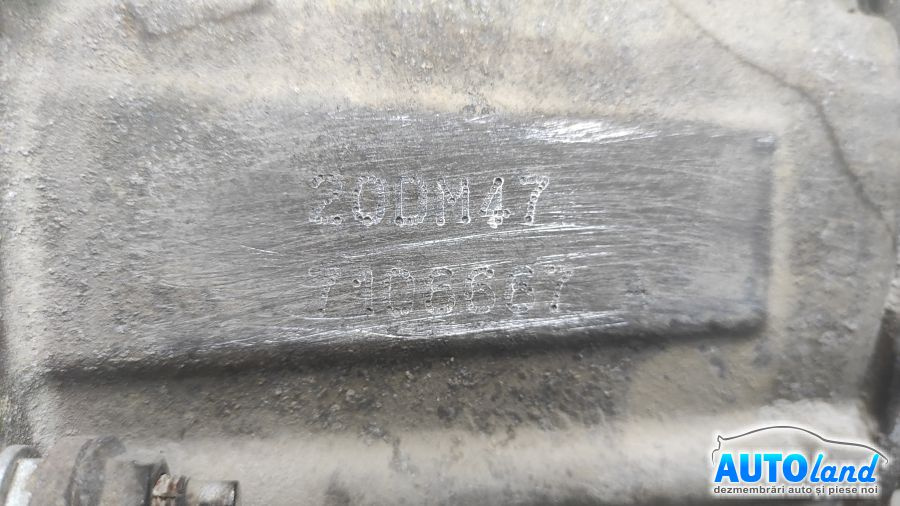 20DM47
7106667
AUTOland
dezmembrări auto și piese noi